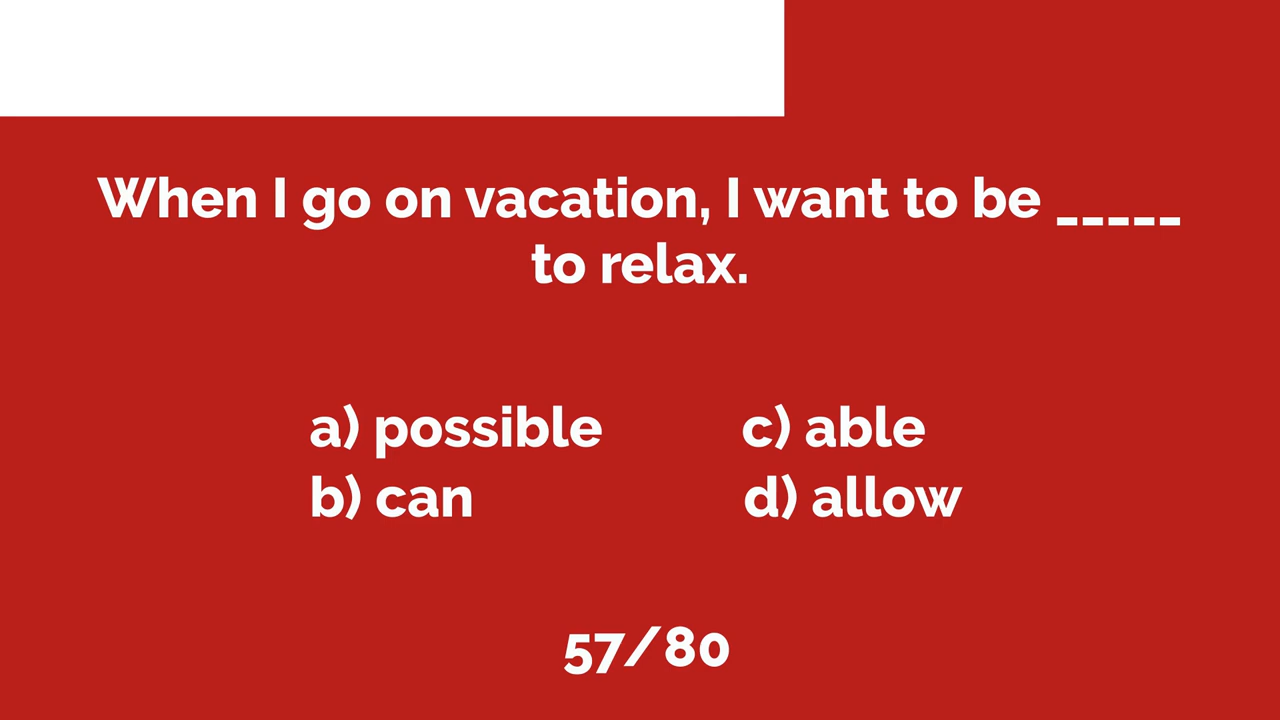 When I go on vacation, I want to be _____
to relax.
a) possible
c) able
b) can
d) allow
57/80